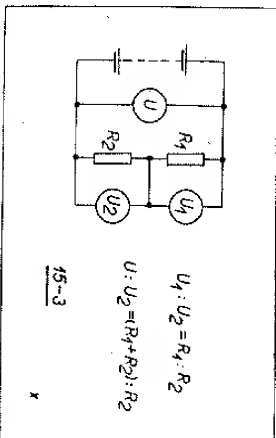 U
R2 R1
U2 U1
U1 : U2 = R1 : R2
U : U2 = (R1+R2) : R2
15-3
x